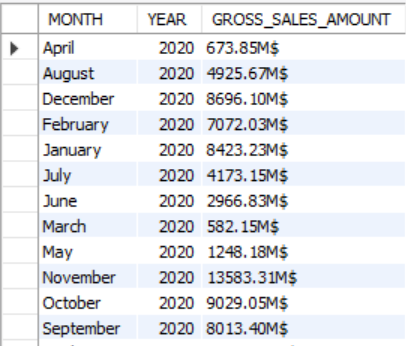 MONTH YEAR GROSS_SALES_AMOUNT
April 2020 673.85M$
August 2020 4925.67M$
December 2020 8696.10M$
February 2020 7072.03M$
January 2020 8423.23M$
July 2020 4173.15M$
June 2020 2966.83M$
March 2020 582.15M$
May 2020 1248.18M$
November 2020 13583.31M$
October 2020 9029.05M$
September 2020 8013.40M$